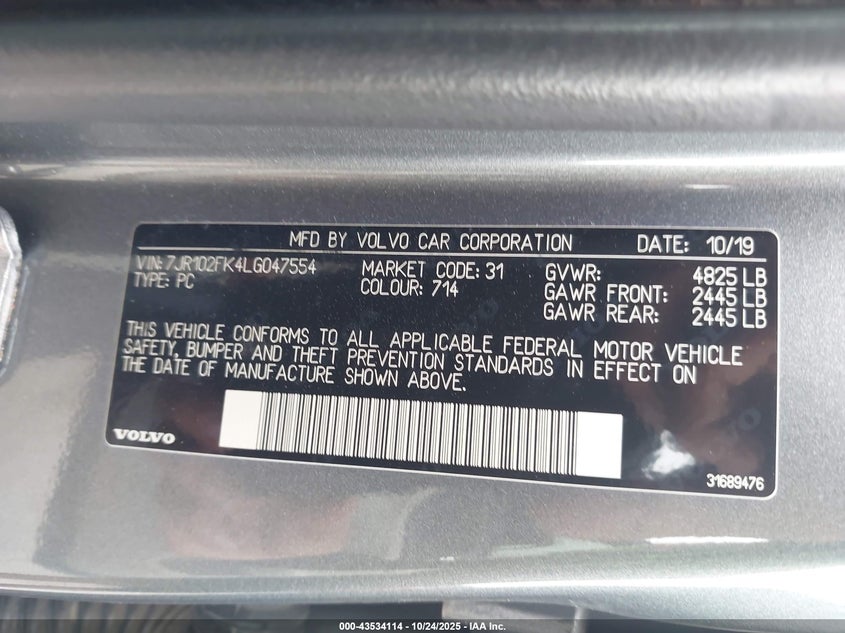 MFD BY VOLVO CAR CORPORATION DATE: 10/19
VIN: 7JR102FK4LG047554 MARKET CODE: 31 GVWR: 4825 LB
TYPE: PC COLOUR: 714 GAWR FRONT: 2445 LB
GAWR REAR: 2445 LB
THIS VEHICLE CONFORMS TO ALL APPLICABLE FEDERAL MOTOR VEHICLE
SAFETY, BUMPER AND THEFT PREVENTION STANDARDS IN EFFECT ON
THE DATE OF MANUFACTURE SHOWN ABOVE.
VOLVO
31689476
000-43534114 - 10/24/2025 - IAA Inc.